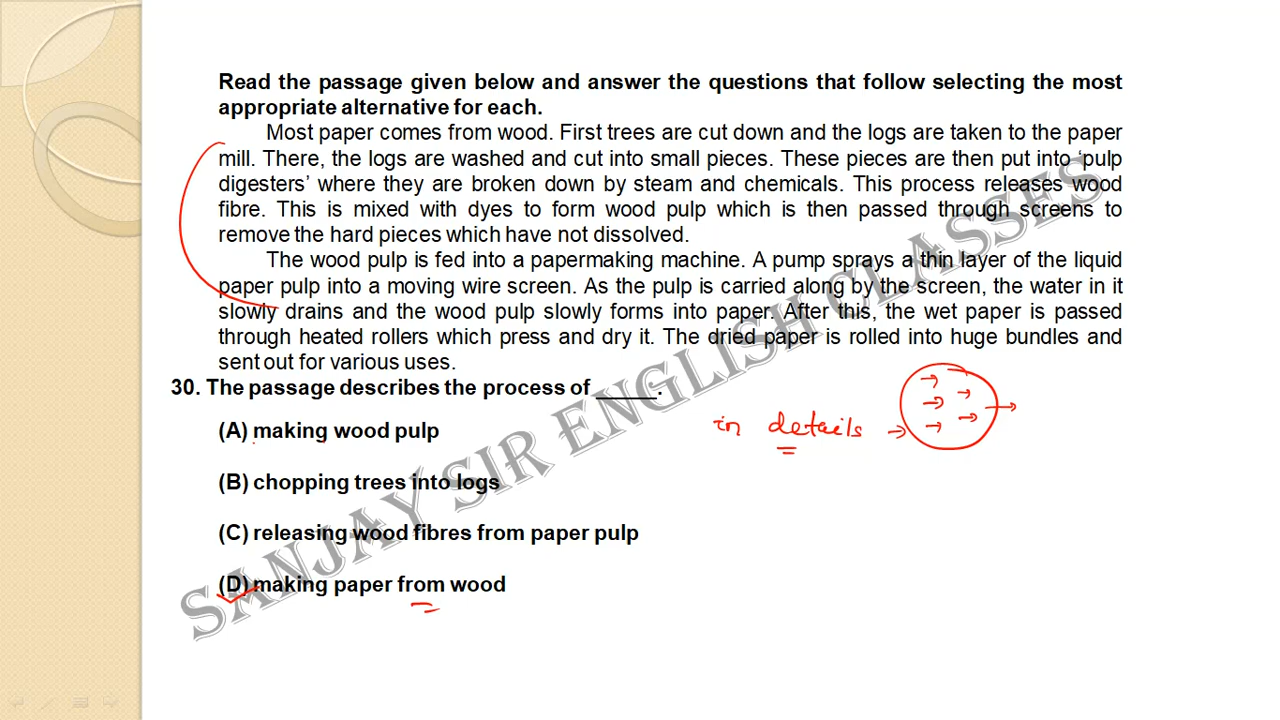 Read the passage given below and answer the questions that follow selecting the most
appropriate alternative for each.
Most paper comes from wood. First trees are cut down and the logs are taken to the paper
mill. There, the logs are washed and cut into small pieces. These pieces are then put into ‘pulp
digesters’ where they are broken down by steam and chemicals. This process releases wood
fibre. This is mixed with dyes to form wood pulp which is then passed through screens to
remove the hard pieces which have not dissolved.
The wood pulp is fed into a papermaking machine. A pump sprays a thin layer of the liquid
paper pulp into a moving wire screen. As the pulp is carried along by the screen, the water in it
slowly drains and the wood pulp slowly forms into paper. After this, the wet paper is passed
through heated rollers which press and dry it. The dried paper is rolled into huge bundles and
sent out for various uses.
30. The passage describes the process of _____.
(A) making wood pulp
in details
(B) chopping trees into logs
(C) releasing wood fibres from paper pulp
(D) making paper from wood
SANJAY SIR ENGLISH CLASSES